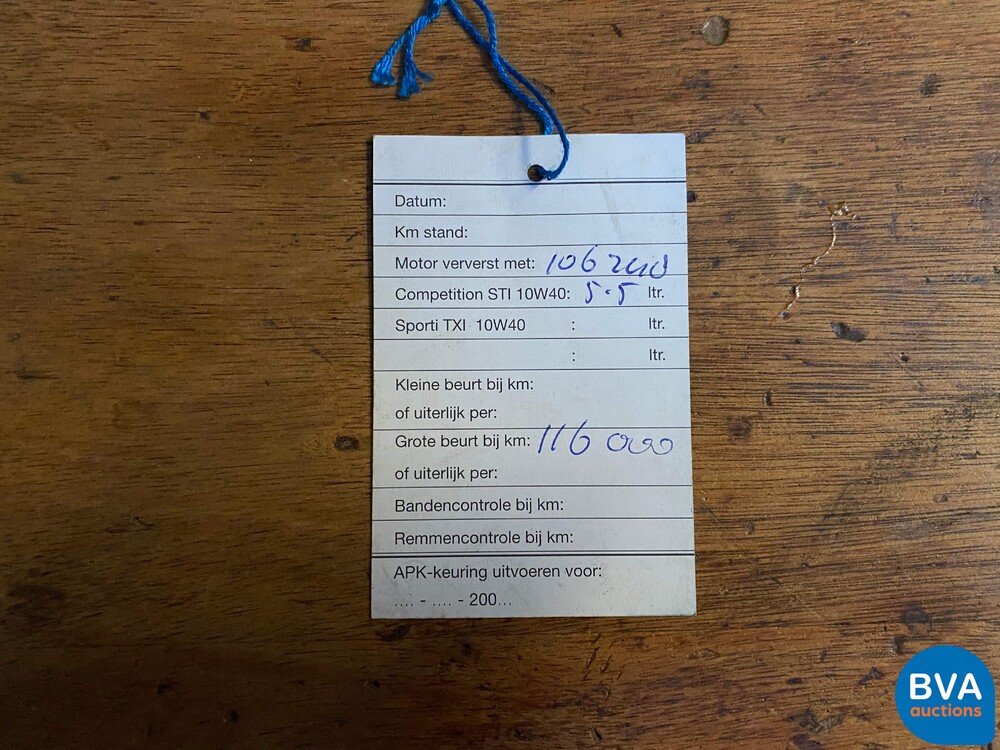 Datum:
Km stand:
Motor ververst met: 106
Competition STI 10W40: 5.5 ltr.
Sporti TXI 10W40 : ltr.
: ltr.
Kleine beurt bij km:
of uiterlijk per:
Grote beurt bij km: 116 000
of uiterlijk per:
Bandencontrole bij km:
Remmencontrole bij km:
APK-keuring uitvoeren voor:
.... - .... - 200...
BVA
auctions